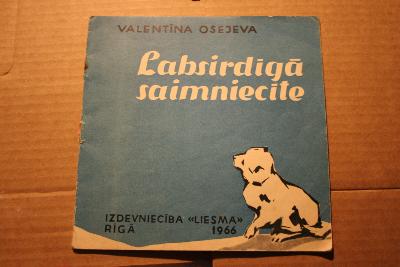 VALENTĪNA OSEJEVA
Labsirdīgā
saimniecīte
IZDEVNIECĪBA «LIESMA»
RĪGĀ 1966